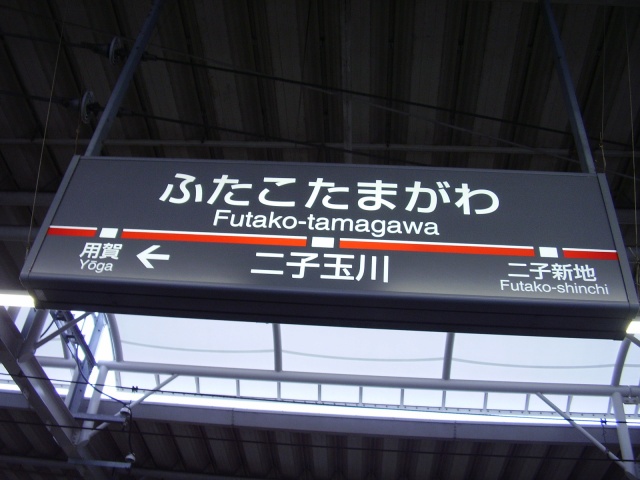 ふたこたまがわ
Futako-tamagawa
用賀
Yōga
←
二子玉川
二子新地
Futako-shinchi